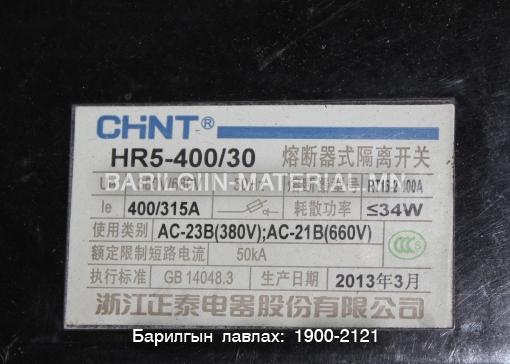 CHNT®
HR5-400/30 熔断器式隔离开关
BARILGIIN-MATERIAL.MN
Ie 400/315A 耗散功率 ≤34W
使用类别 AC-23B(380V);AC-21B(660V)
额定限制短路电流 50kA
执行标准 GB 14048.3 生产日期 2013年3月
浙江正泰电器股份有限公司
Барилгын лавлах: 1900-2121